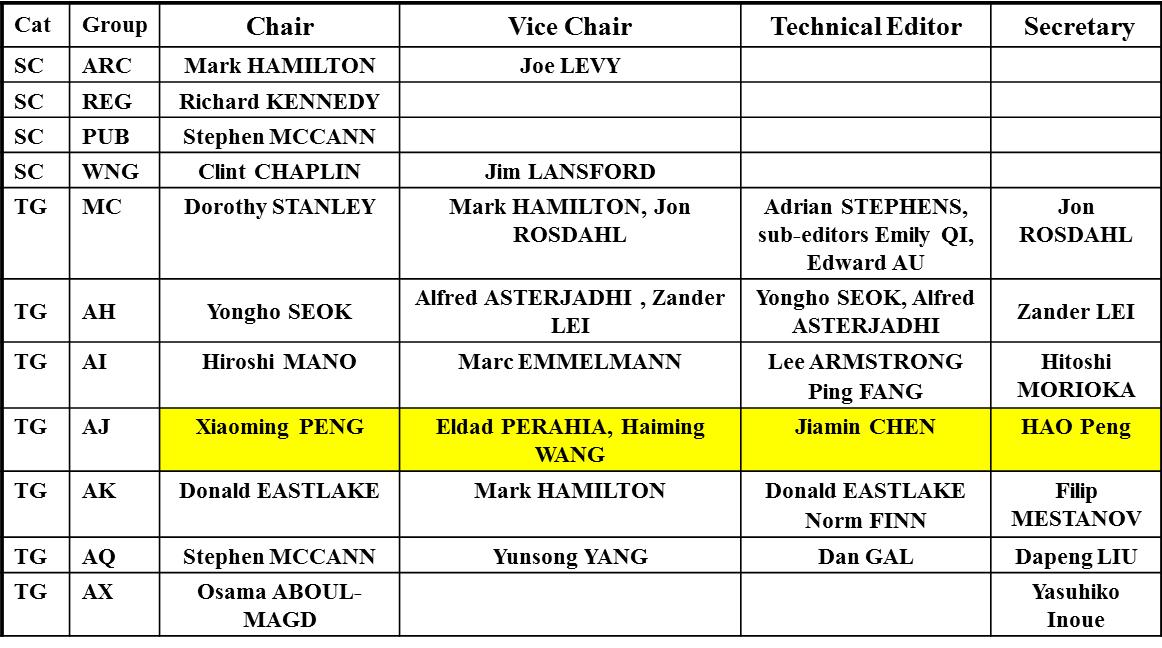 Cat Group Chair Vice Chair Technical Editor Secretary
SC ARC Mark HAMILTON Joe LEVY
SC REG Richard KENNEDY
SC PUB Stephen MCCANN
SC WNG Clint CHAPLIN Jim LANSFORD
TG MC Dorothy STANLEY Mark HAMILTON, Jon Adrian STEPHENS, Jon
ROSDAHL sub-editors Emily QI, ROSDAHL
Edward AU
Alfred ASTERJADHI , Zander Yongho SEOK, Alfred
TG AH Yongho SEOK Zander LEI
LEI ASTERJADHI
TG AI Hiroshi MANO Marc EMMELMANN Lee ARMSTRONG Hitoshi
Ping FANG MORIOKA
TG AJ Xiaoming PENG Eldad PERAHIA, Haiming Jiamin CHEN HAO Peng
WANG
TG AK Donald EASTLAKE Mark HAMILTON Donald EASTLAKE Filip
Norm FINN MESTANOV
TG AQ Stephen MCCANN Yunsong YANG Dan GAL Dapeng LIU
TG AX Osama ABOUL- Yasuhiko
MAGD Inoue